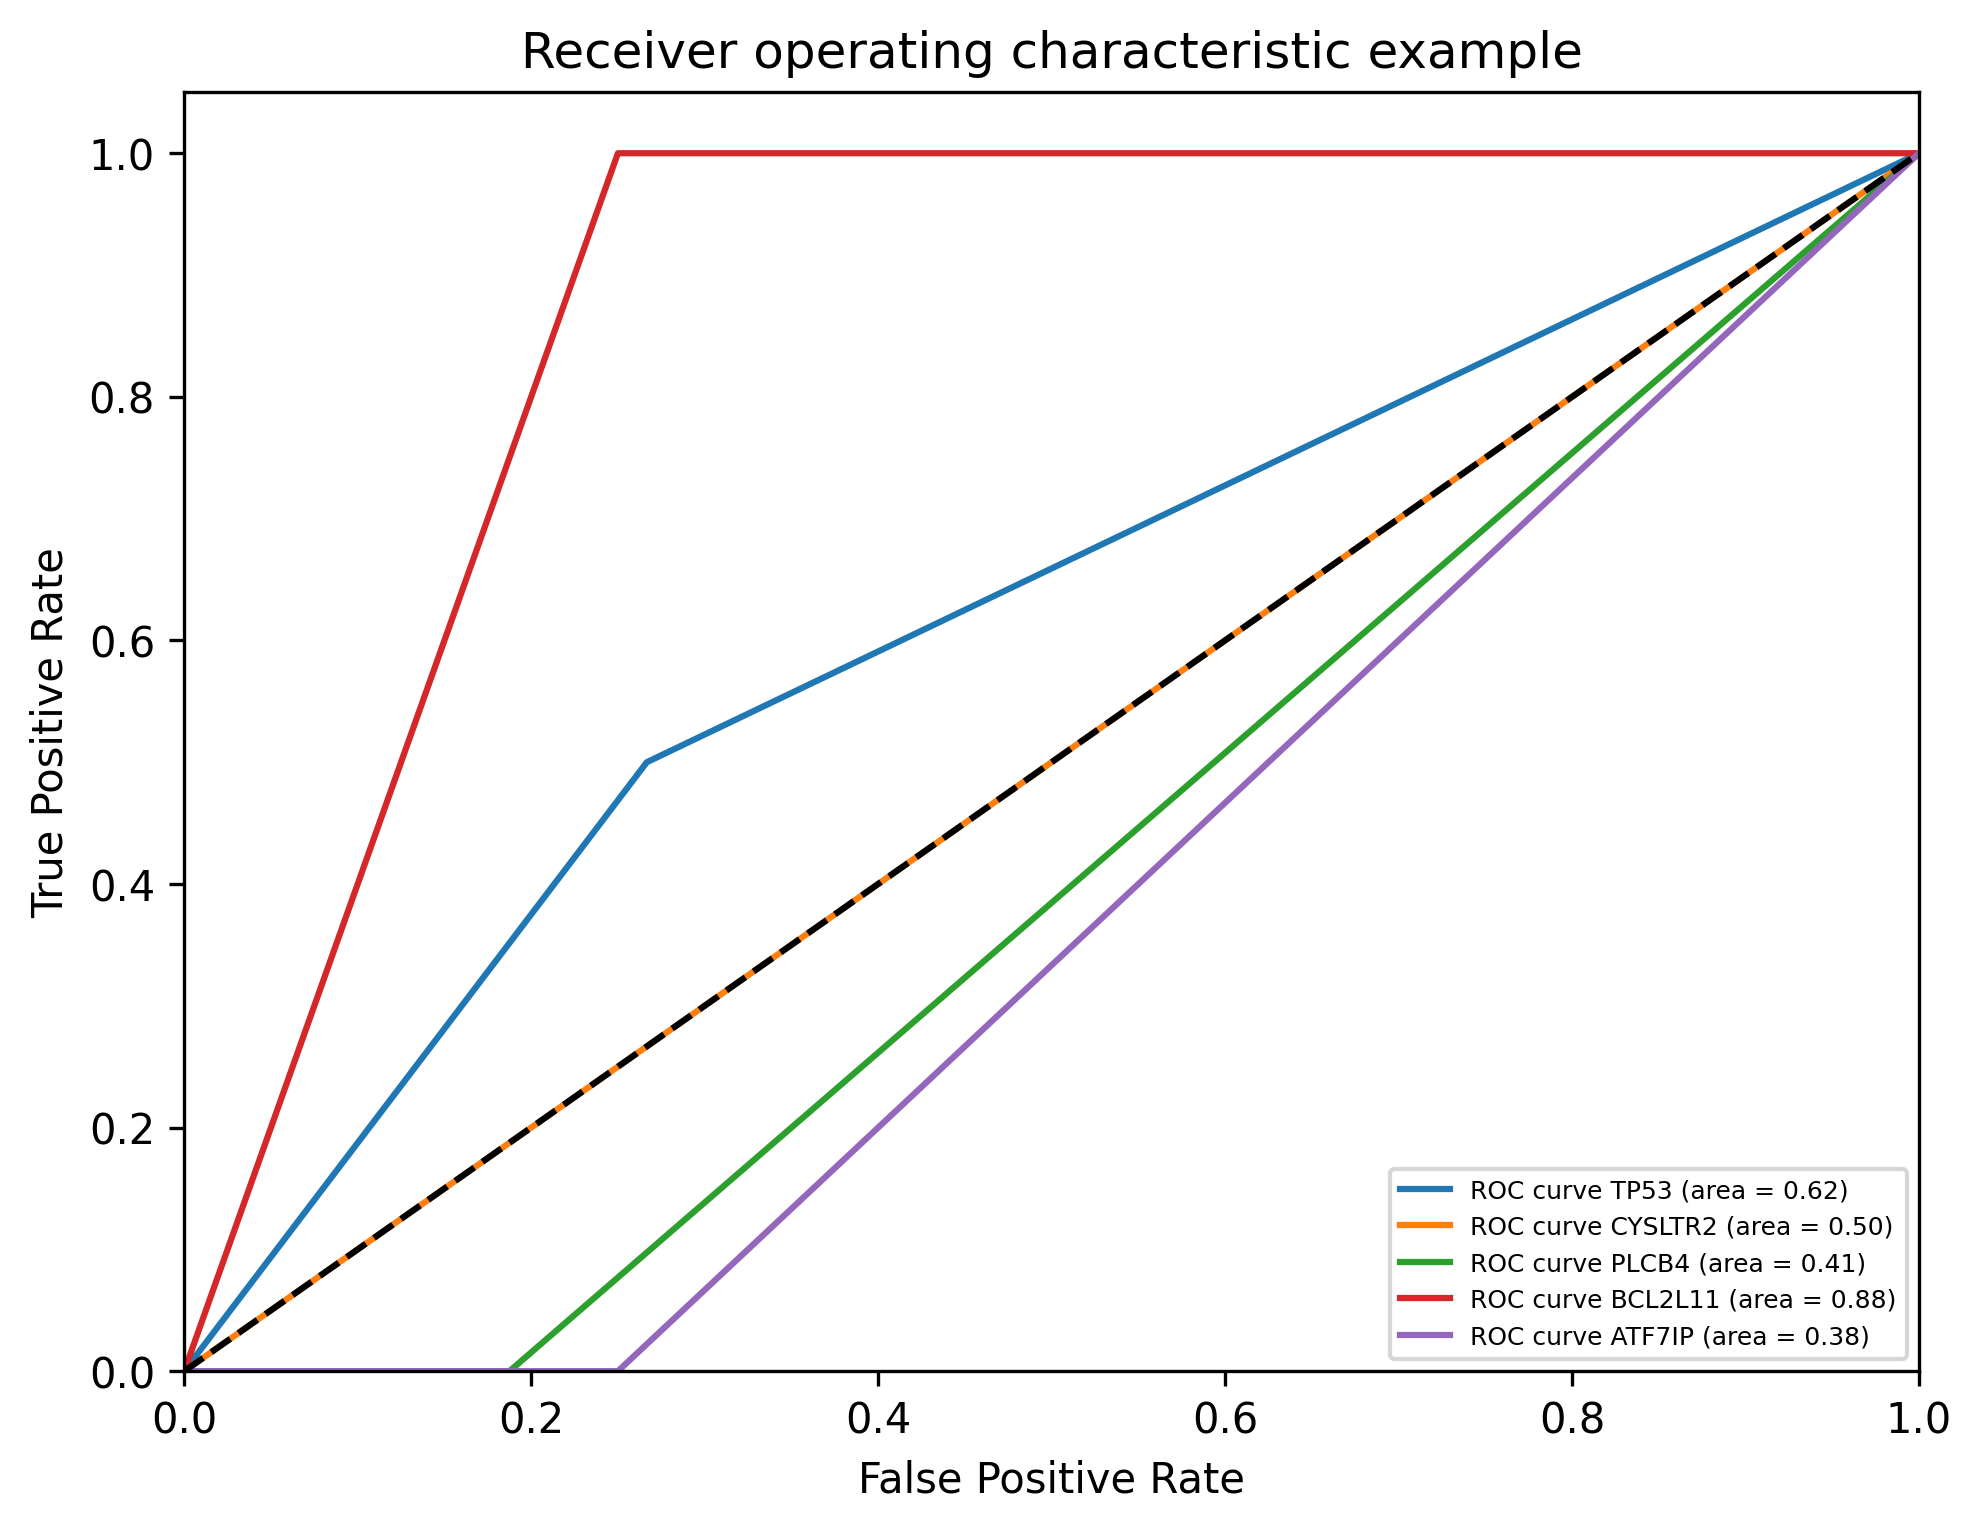 Receiver operating characteristic example
True Positive Rate
1.0
0.8
0.6
0.4
0.2
0.0
0.0 0.2 0.4 0.6 0.8 1.0
False Positive Rate
ROC curve TP53 (area = 0.62)
ROC curve CYSLTR2 (area = 0.50)
ROC curve PLCB4 (area = 0.41)
ROC curve BCL2L11 (area = 0.88)
ROC curve ATF7IP (area = 0.38)